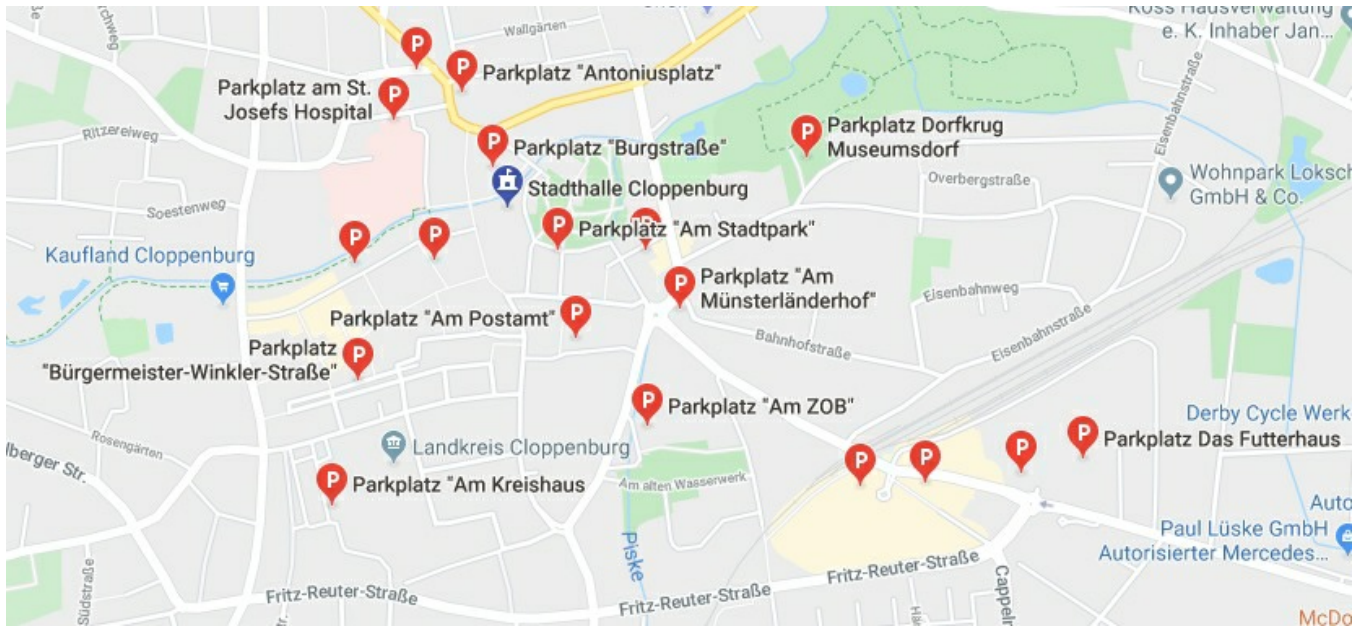 Koss Hausverwaltung
e. K. Inhaber Jan...
Wallgärten
Parkplatz "Antoniusplatz"
Parkplatz am St.
Josefs Hospital
Ritzereiweg
Eisenbahnstraße
Parkplatz Dorfkrug
Museumsdorf
Parkplatz "Burgstraße"
Stadthalle Cloppenburg
Overbergstraße
Wohnpark Loksch
GmbH & Co.
Soestenweg
Parkplatz "Am Stadtpark"
Kaufland Cloppenburg
Parkplatz "Am
Münsterländerhof"
Eisenbahnweg
Parkplatz "Am Postamt"
Bahnhofstraße
Eisenbahnstraße
Parkplatz
"Bürgermeister-Winkler-Straße"
Parkplatz "Am ZOB"
Derby Cycle Werk
Rosengärten
Landkreis Cloppenburg
Parkplatz Das Futterhaus
lberger Str.
Parkplatz "Am Kreishaus
Am alten Wasserwerk
Auto
Paul Lüske GmbH
Autorisierter Mercedes...
Piske
Fritz-Reuter-Straße
Fritz-Reuter-Straße
Fritz-Reuter-Straße
Südstraße
Cappeln
McDo